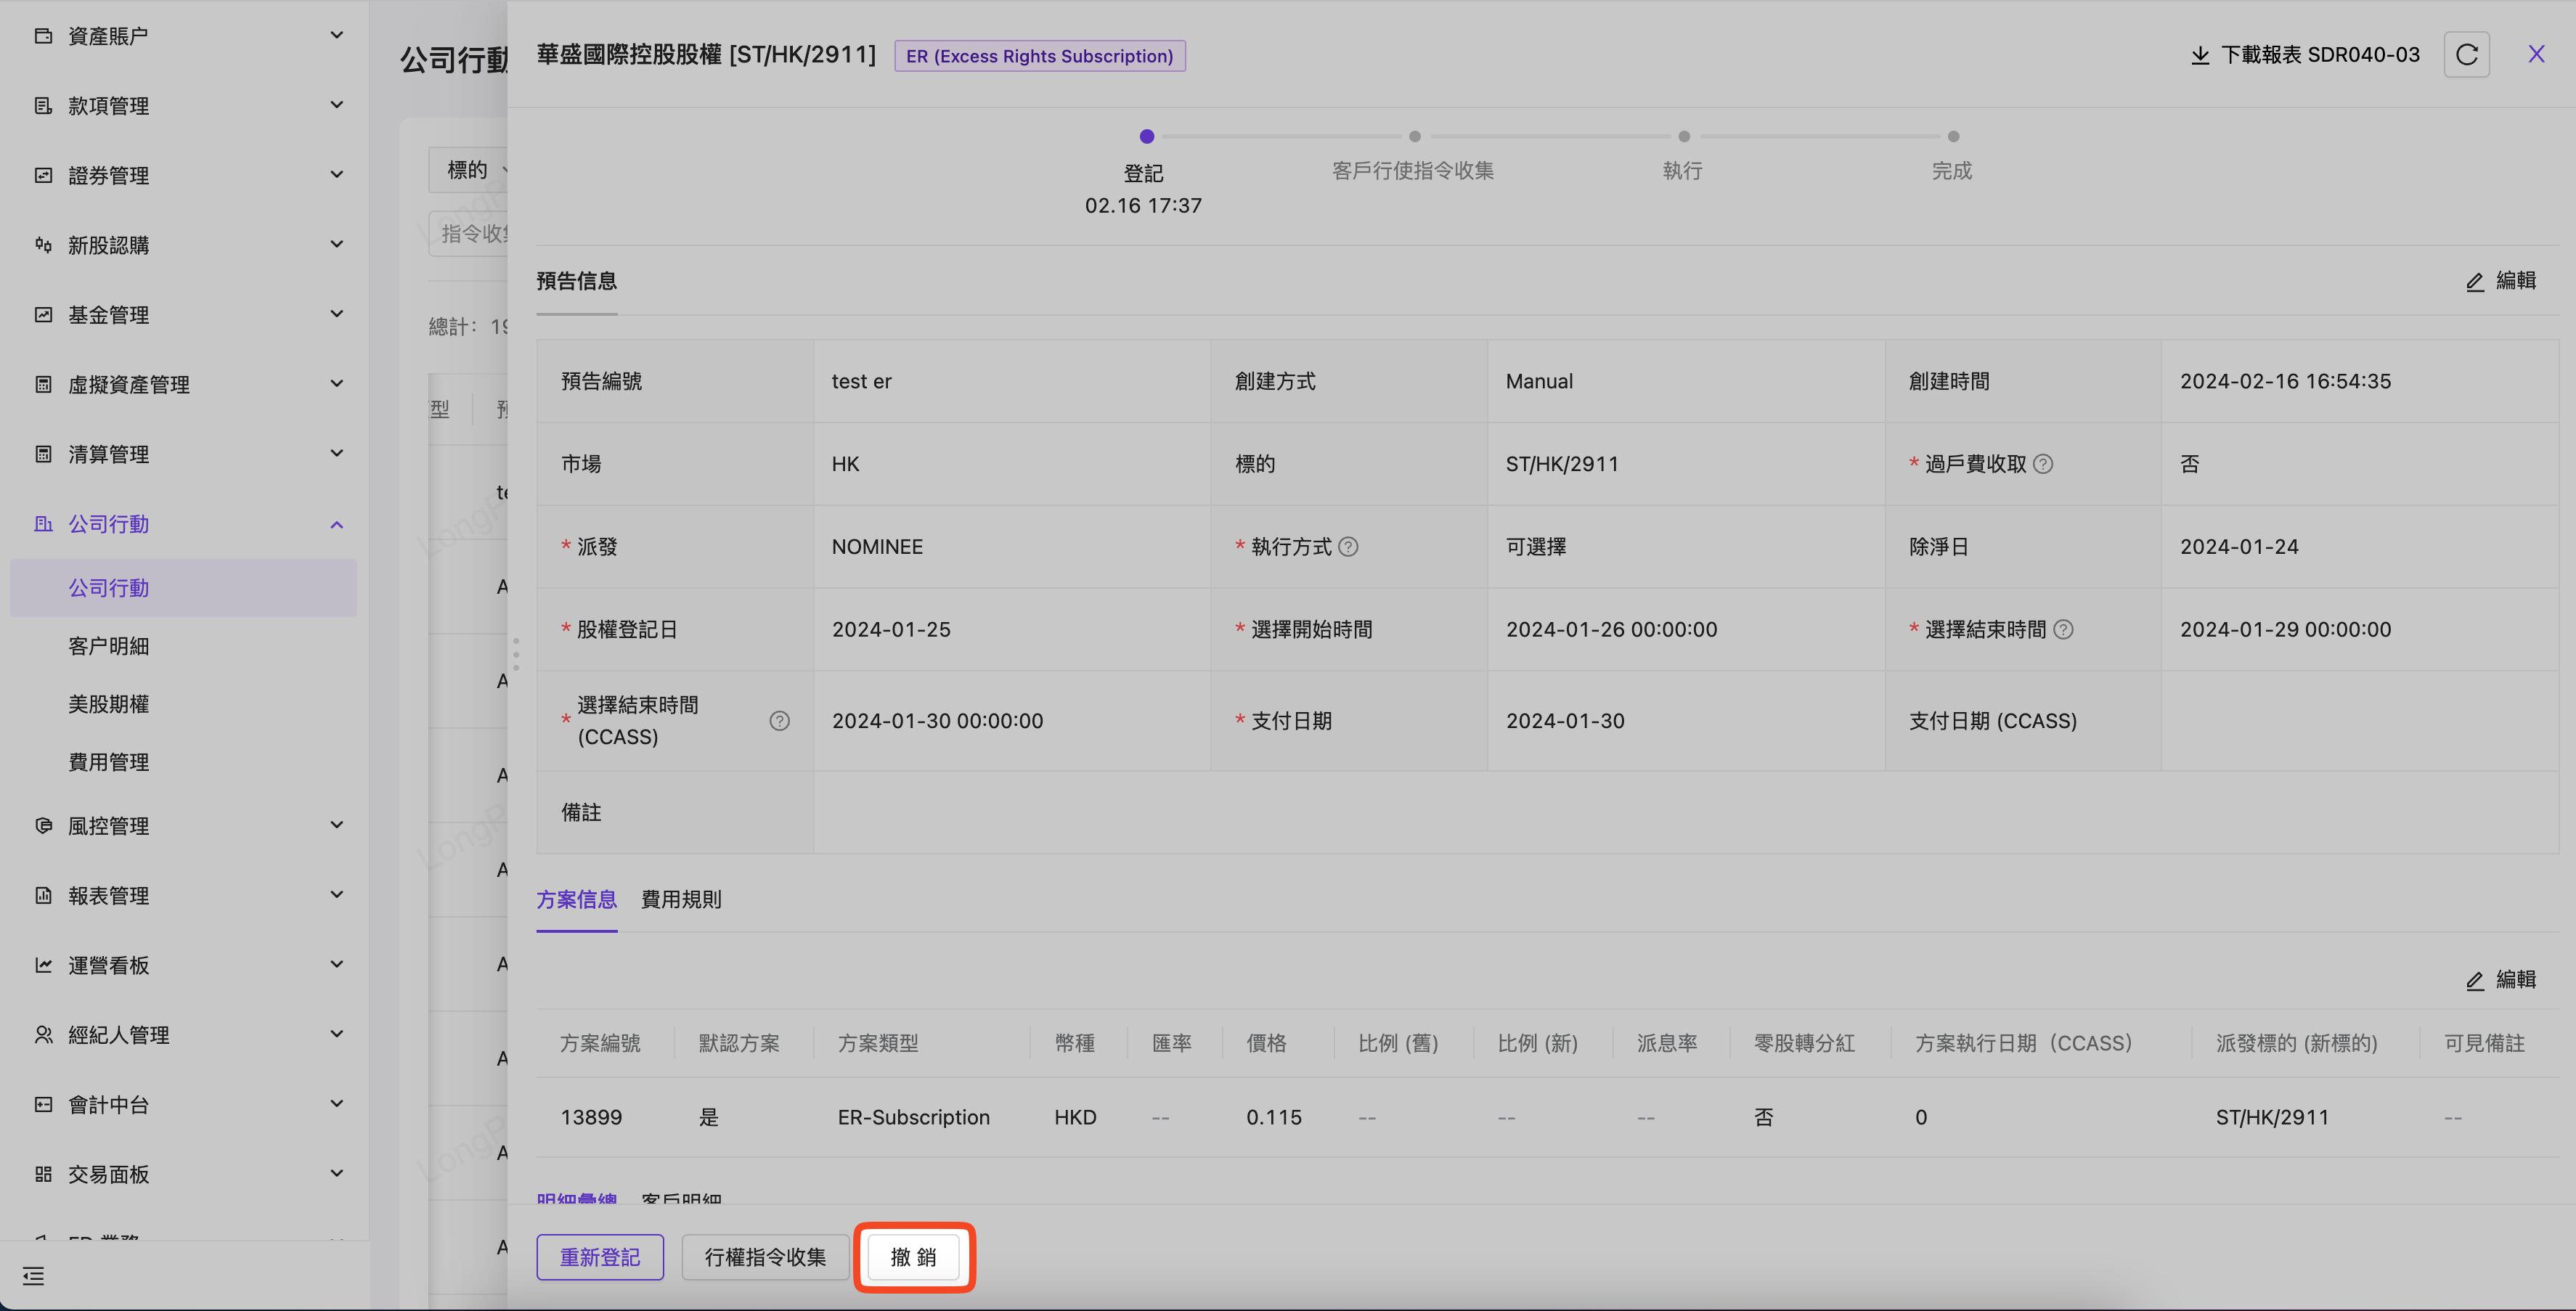 資產賬戶
款項管理
證券管理
新股認購
基金管理
虛擬資產管理
清算管理
公司行動
公司行動
客户明細
美股期權
費用管理
風控管理
報表管理
運營看板
經紀人管理
會計中台
交易面板
公司行動
標的
指令收集
總計： 19
型
te
A
A
A
A
A
A
A
A
華盛國際控股股權 [ST/HK/2911] ER (Excess Rights Subscription) 下載報表 SDR040-03
登記 客戶行使指令收集 執行 完成
02.16 17:37
預告信息 編輯
預告編號 test er 創建方式 Manual 創建時間 2024-02-16 16:54:35
市場 HK 標的 ST/HK/2911 * 過戶費收取 否
* 派發 NOMINEE * 執行方式 可選擇 除淨日 2024-01-24
* 股權登記日 2024-01-25 * 選擇開始時間 2024-01-26 00:00:00 * 選擇結束時間 2024-01-29 00:00:00
* 選擇結束時間 (CCASS) 2024-01-30 00:00:00 * 支付日期 2024-01-30 支付日期 (CCASS)
備註
方案信息 費用規則
編輯
方案編號 默認方案 方案類型 幣種 匯率 價格 比例 (舊) 比例 (新) 派息率 零股轉分紅 方案執行日期（CCASS） 派發標的 (新標的) 可見備註
13899 是 ER-Subscription HKD -- 0.115 -- -- -- 否 0 ST/HK/2911 --
明細彙總 客戶明細
重新登記 行權指令收集 撤 銷